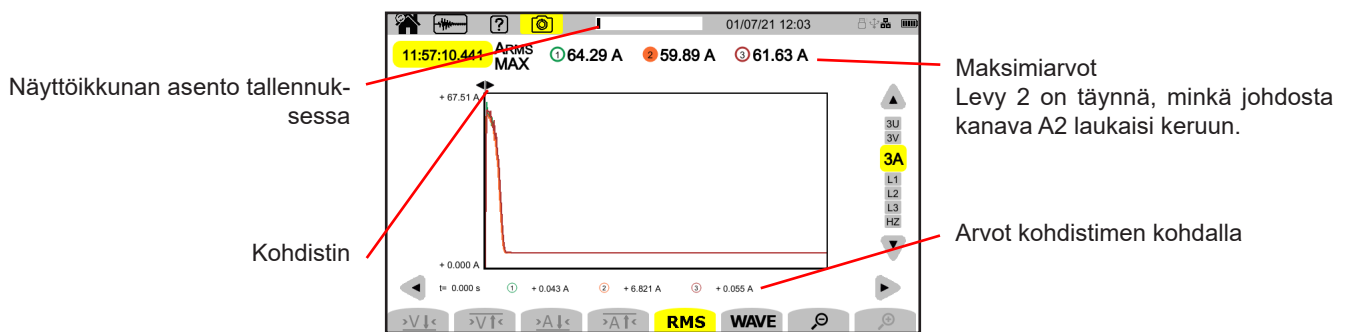 ?
01/07/21 12:03
11:57:10.441 ARMS MAX 1 64.29 A 2 59.89 A 3 61.63 A
Näyttöikkunan asento tallennuk-
sessa
Maksimiarvot
Levy 2 on täynnä, minkä johdosta
kanava A2 laukaisi keruun.
+ 67.51 A
3U
3V
3A
L1
L2
L3
HZ
Kohdistin
Arvot kohdistimen kohdalla
+ 0.000 A
t= 0.000 s 1 + 0.043 A 2 + 6.821 A 3 + 0.055 A
>V↓< >V↑< >A↓< >A↑< RMS WAVE